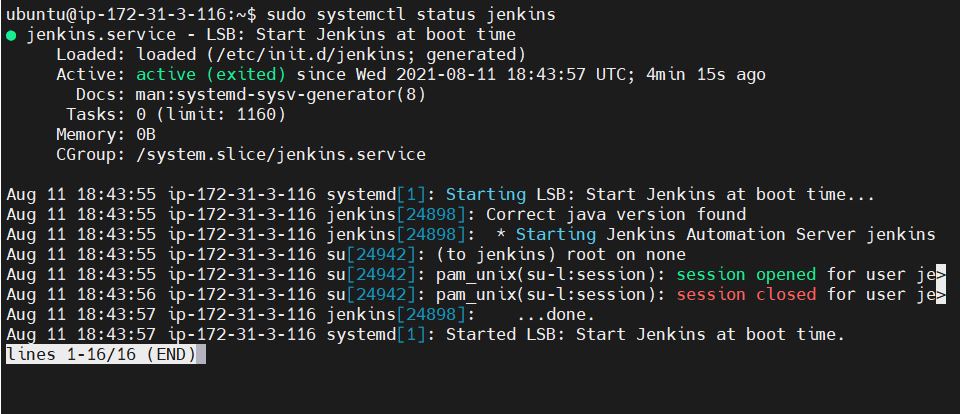 ubuntu@ip-172-31-3-116:~$ sudo systemctl status jenkins
● jenkins.service - LSB: Start Jenkins at boot time
     Loaded: loaded (/etc/init.d/jenkins; generated)
     Active: active (exited) since Wed 2021-08-11 18:43:57 UTC; 4min 15s ago
       Docs: man:systemd-sysv-generator(8)
      Tasks: 0 (limit: 1160)
     Memory: 0B
     CGroup: /system.slice/jenkins.service

Aug 11 18:43:55 ip-172-31-3-116 systemd[1]: Starting LSB: Start Jenkins at boot time...
Aug 11 18:43:55 ip-172-31-3-116 jenkins[24898]: Correct java version found
Aug 11 18:43:55 ip-172-31-3-116 jenkins[24898]:  * Starting Jenkins Automation Server jenkins
Aug 11 18:43:55 ip-172-31-3-116 su[24942]: (to jenkins) root on none
Aug 11 18:43:55 ip-172-31-3-116 su[24942]: pam_unix(su-l:session): session opened for user je>
Aug 11 18:43:56 ip-172-31-3-116 su[24942]: pam_unix(su-l:session): session closed for user je>
Aug 11 18:43:57 ip-172-31-3-116 jenkins[24898]:    ...done.
Aug 11 18:43:57 ip-172-31-3-116 systemd[1]: Started LSB: Start Jenkins at boot time.
lines 1-16/16 (END)